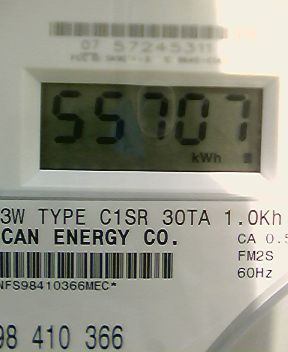 07 57245311
55707
kWh
3W TYPE C1SR 30TA 1.0Kh
CAN ENERGY CO.
CA 0.5
FM2S
60Hz
NFS98410366MEC*
98 410 366